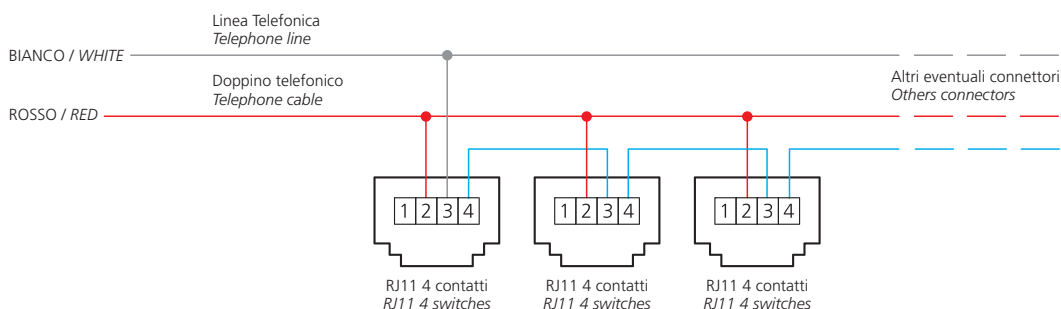 Linea Telefonica
Telephone line
BIANCO / WHITE
Doppino telefonico
Telephone cable
Altri eventuali connettori
Others connectors
ROSSO / RED
1 2 3 4
1 2 3 4
1 2 3 4
RJ11 4 contatti
RJ11 4 switches
RJ11 4 contatti
RJ11 4 switches
RJ11 4 contatti
RJ11 4 switches